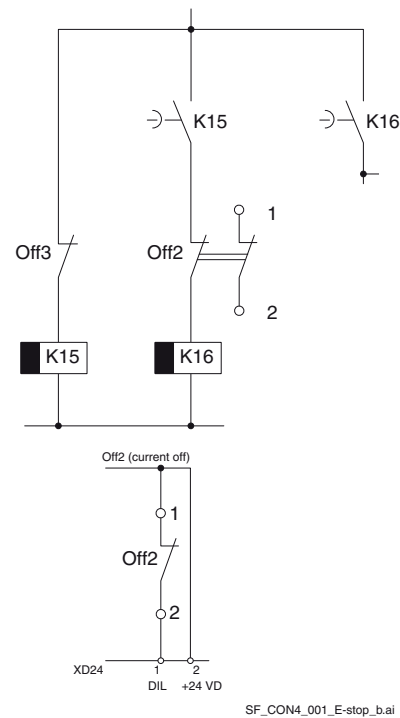 K15 K16
1
Off3 Off2
2
K15 K16
Off2 (current off)
1
Off2
2
XD24 1 2
DIL +24 VD
SF_CON4_001_E-stop_b.ai